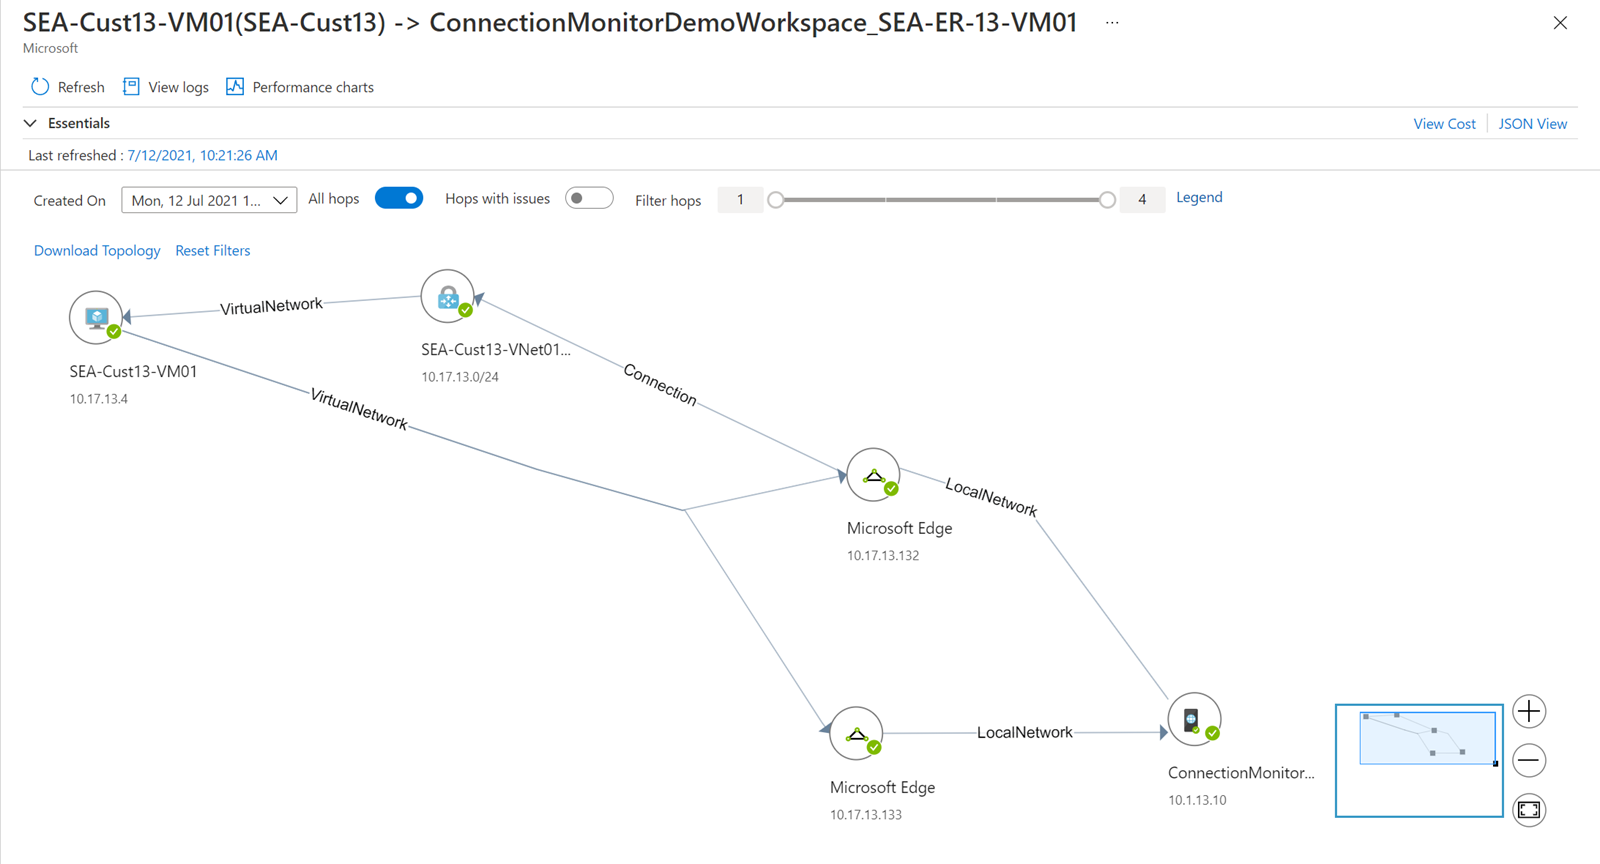 SEA-Cust13-VM01(SEA-Cust13) -> ConnectionMonitorDemoWorkspace_SEA-ER-13-VM01 ...
Microsoft
Refresh View logs Performance charts
Essentials View Cost JSON View
Last refreshed : 7/12/2021, 10:21:26 AM
Created On Mon, 12 Jul 2021 1... All hops Hops with issues Filter hops 1 4 Legend
Download Topology Reset Filters
VirtualNetwork
SEA-Cust13-VNet01...
10.17.13.0/24
SEA-Cust13-VM01
10.17.13.4
Connection
VirtualNetwork
LocalNetwork
Microsoft Edge
10.17.13.132
LocalNetwork
Microsoft Edge
10.17.13.133
ConnectionMonitor...
10.1.13.10